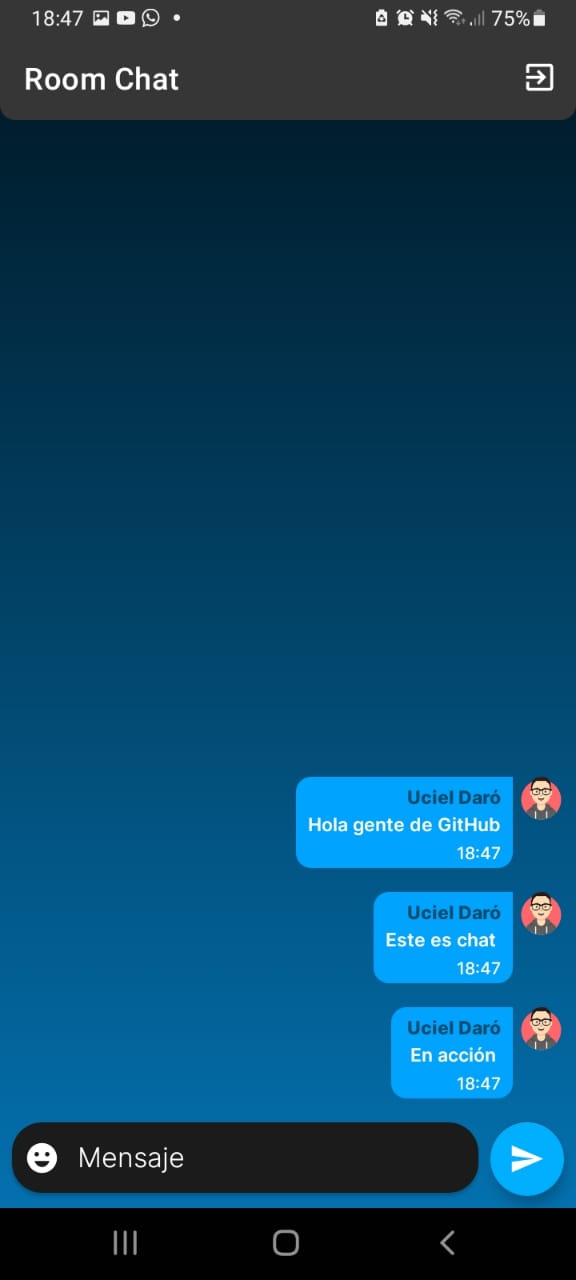 18:47
75%
Room Chat
Uciel Daró
Hola gente de GitHub
18:47
Uciel Daró
Este es chat
18:47
Uciel Daró
En acción
18:47
Mensaje